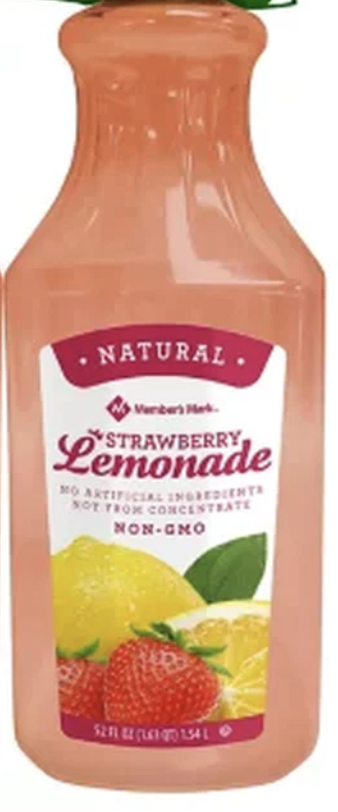 • NATURAL •
Member's Mark™
STRAWBERRY
Lemonade
NO ARTIFICIAL INGREDIENTS
NOT FROM CONCENTRATE
NON-GMO
52 FL OZ (1.63 QT) 1.54 L